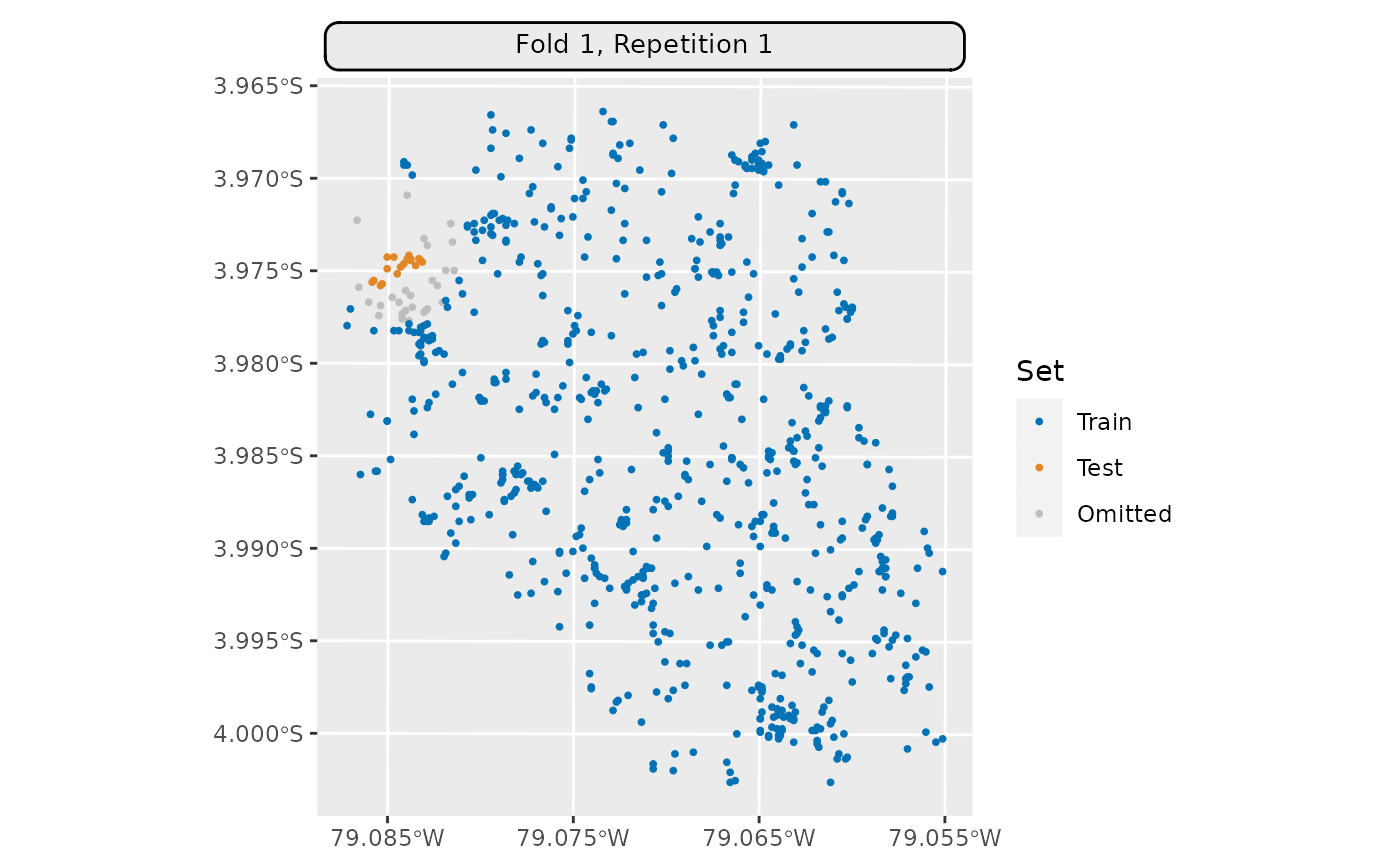 Fold 1, Repetition 1
3.965°S
3.970°S
3.975°S
3.980°S
3.985°S
3.990°S
3.995°S
4.000°S
79.085°W 79.075°W 79.065°W 79.055°W
Set
Train
Test
Omitted